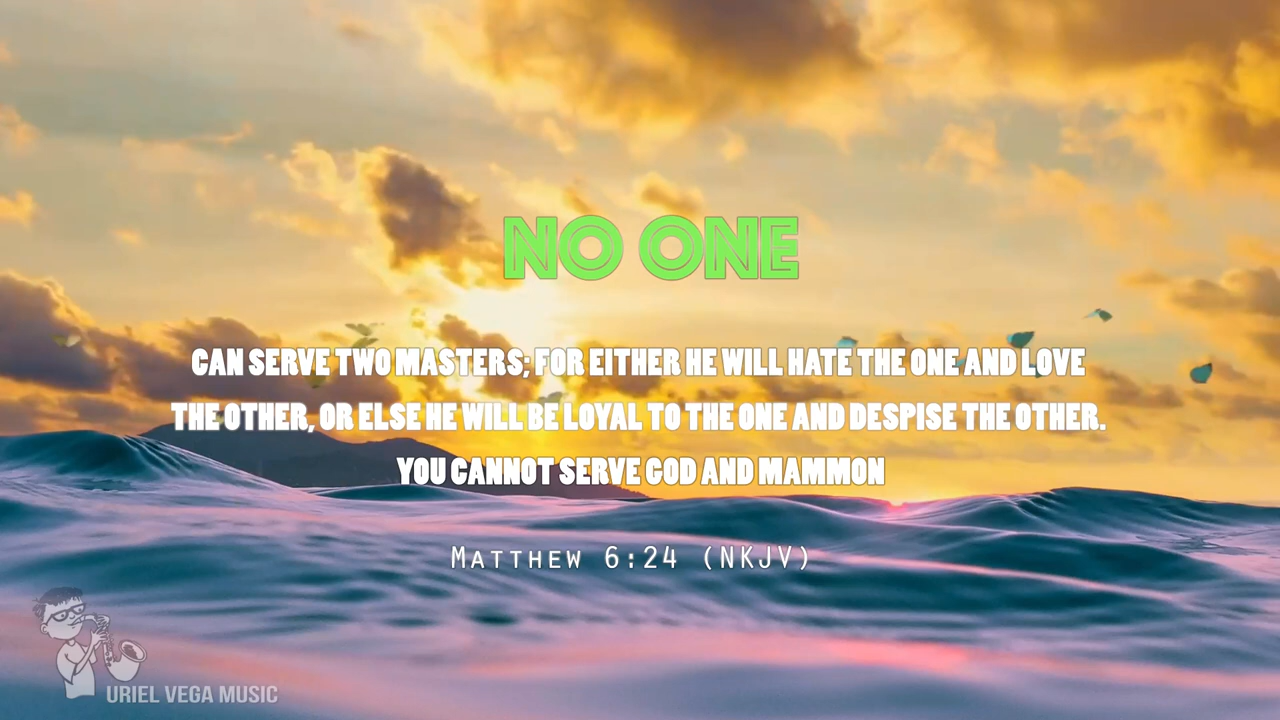 NO ONE
CAN SERVE TWO MASTERS; FOR EITHER HE WILL HATE THE ONE AND LOVE
THE OTHER, OR ELSE HE WILL BE LOYAL TO THE ONE AND DESPISE THE OTHER.
YOU CANNOT SERVE GOD AND MAMMON
MATTHEW 6:24 (NKJV)
URIEL VEGA MUSIC